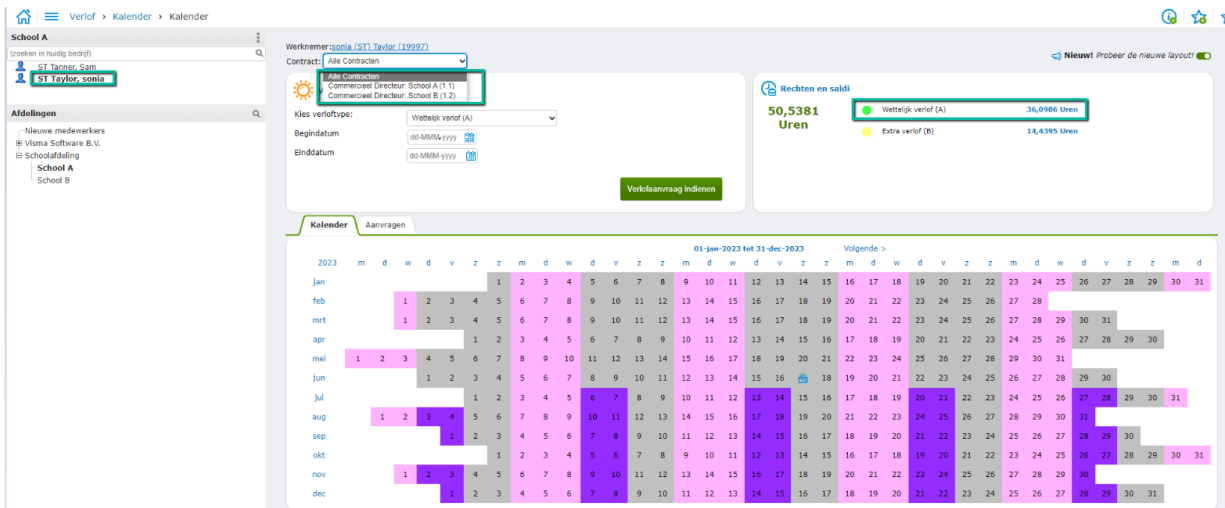 Verlof > Kalender > Kalender
School A
(zoeken in huidig bedrijf)
ST Tanner, Sam
ST Taylor, sonia
Afdelingen
Nieuwe medewerkers
Visma Software B.V.
Schoolafdeling
School A
School B
Werknemer:sonia (ST) Taylor (19997)
Contract: Alle Contracten
Alle Contracten
Commercieel Directeur: School A (1.1)
Commercieel Directeur: School B (1.2)
Nieuw! Probeer de nieuwe layout!
Kies verloftype: Wettelijk verlof (A)
Begindatum dd-MMM-yyyy
Einddatum dd-MMM-yyyy
Verlofaanvraag indienen
Rechten en saldi
50,5381 Uren
Wettelijk verlof (A) 36,0986 Uren
Extra verlof (B) 14,4395 Uren
Kalender Aanvragen
01-jan-2023 tot 31-dec-2023 Volgende >
2023 m d w d v z z m d w d v z z m d w d v z z m d w d v z z m d w d v z z m d
jan 1 2 3 4 5 6 7 8 9 10 11 12 13 14 15 16 17 18 19 20 21 22 23 24 25 26 27 28 29 30 31
feb 1 2 3 4 5 6 7 8 9 10 11 12 13 14 15 16 17 18 19 20 21 22 23 24 25 26 27 28
mrt 1 2 3 4 5 6 7 8 9 10 11 12 13 14 15 16 17 18 19 20 21 22 23 24 25 26 27 28 29 30 31
apr 1 2 3 4 5 6 7 8 9 10 11 12 13 14 15 16 17 18 19 20 21 22 23 24 25 26 27 28 29 30
mei 1 2 3 4 5 6 7 8 9 10 11 12 13 14 15 16 17 18 19 20 21 22 23 24 25 26 27 28 29 30 31
jun 1 2 3 4 5 6 7 8 9 10 11 12 13 14 15 16 18 19 20 21 22 23 24 25 26 27 28 29 30
jul 1 2 3 4 5 6 7 8 9 10 11 12 13 14 15 16 17 18 19 20 21 22 23 24 25 26 27 28 29 30 31
aug 1 2 3 4 5 6 7 8 9 10 11 12 13 14 15 16 17 18 19 20 21 22 23 24 25 26 27 28 29 30 31
sep 1 2 3 4 5 6 7 8 9 10 11 12 13 14 15 16 17 18 19 20 21 22 23 24 25 26 27 28 29 30
okt 1 2 3 4 5 6 7 8 9 10 11 12 13 14 15 16 17 18 19 20 21 22 23 24 25 26 27 28 29 30 31
nov 1 2 3 4 5 6 7 8 9 10 11 12 13 14 15 16 17 18 19 20 21 22 23 24 25 26 27 28 29 30
dec 1 2 3 4 5 6 7 8 9 10 11 12 13 14 15 16 17 18 19 20 21 22 23 24 25 26 27 28 29 30 31